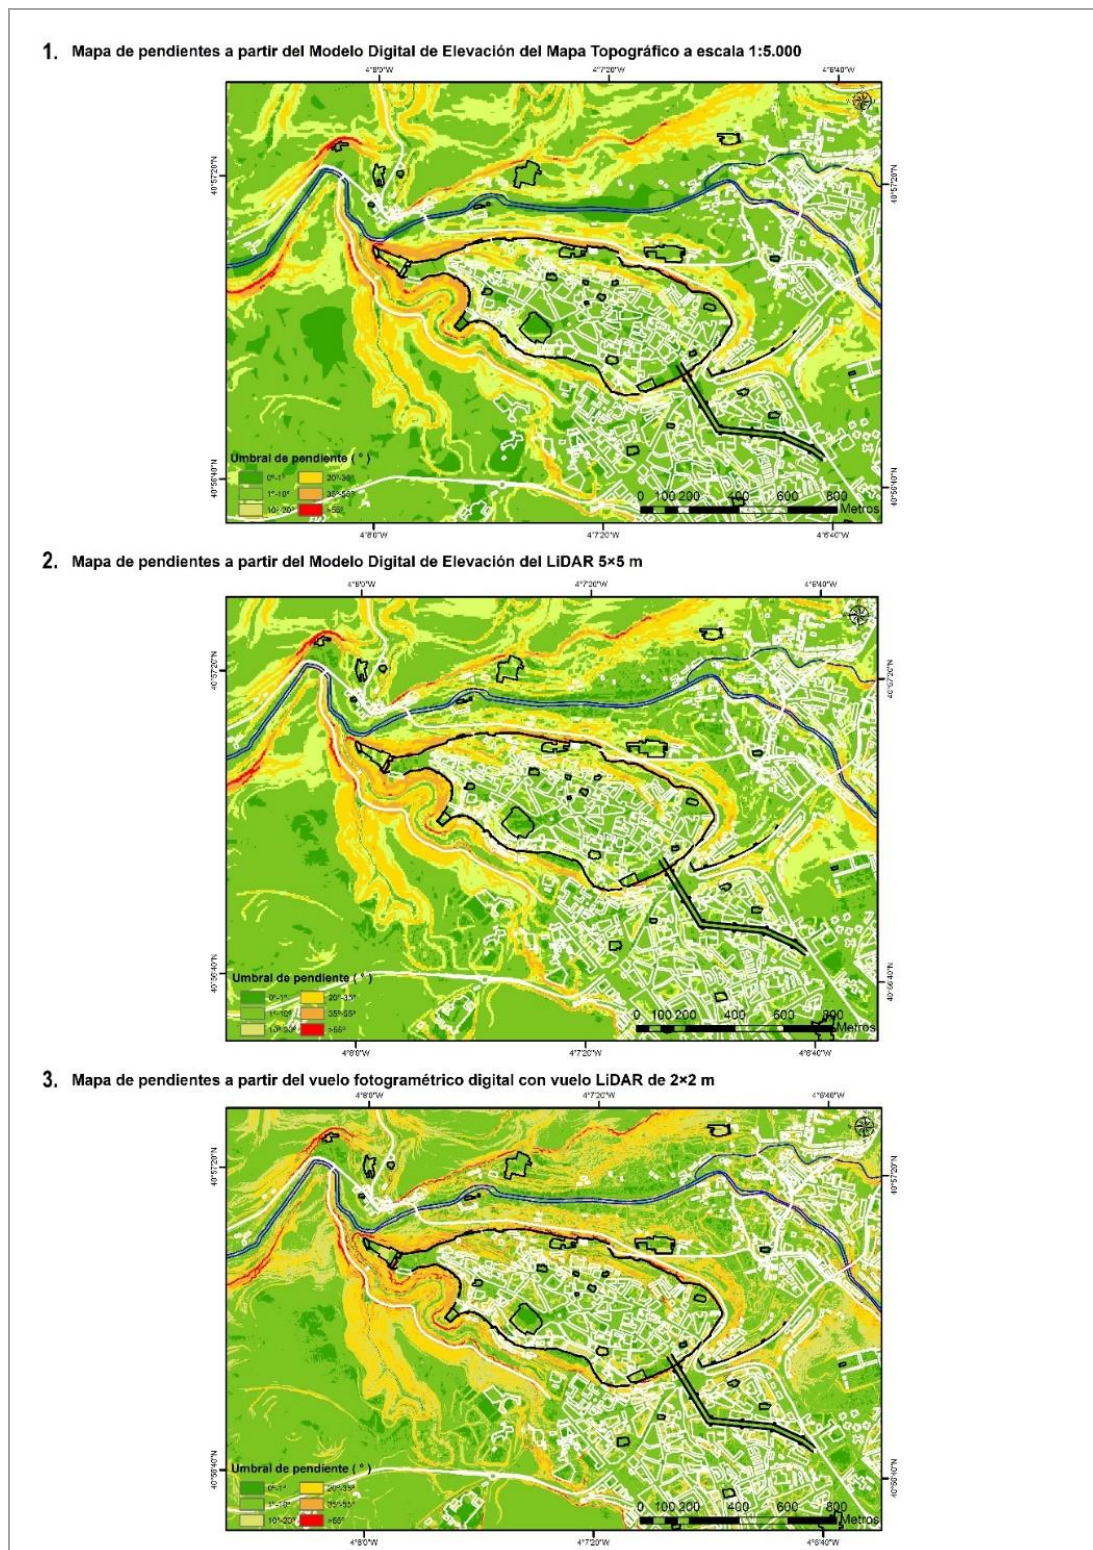 1. Mapa de pendientes a partir del Modelo Digital de Elevación del Mapa Topográfico a escala 1:5.000
4°8'0"W 4°7'20"W 4°6'40"W
40°57'20"N 40°57'20"N
40°56'40"N 40°56'40"N
Umbral de pendiente ( ° )
0°-1° 20°-35°
1°-10° 35°-55°
10°-20° >55°
0 100 200 400 600 800
Metros
4°8'0"W 4°7'20"W 4°6'40"W
2. Mapa de pendientes a partir del Modelo Digital de Elevación del LiDAR 5×5 m
4°8'0"W 4°7'20"W 4°6'40"W
40°57'20"N 40°57'20"N
40°56'40"N 40°56'40"N
Umbral de pendiente ( ° )
0°-1° 20°-35°
1°-10° 35°-55°
10°-20° >55°
0 100 200 400 600 800
Metros
4°8'0"W 4°7'20"W 4°6'40"W
3. Mapa de pendientes a partir del vuelo fotogramétrico digital con vuelo LiDAR de 2×2 m
4°8'0"W 4°7'20"W 4°6'40"W
40°57'20"N 40°57'20"N
40°56'40"N 40°56'40"N
Umbral de pendiente ( ° )
0°-1° 20°-35°
1°-10° 35°-55°
10°-20° >55°
0 100 200 400 600 800
Metros
4°8'0"W 4°7'20"W 4°6'40"W